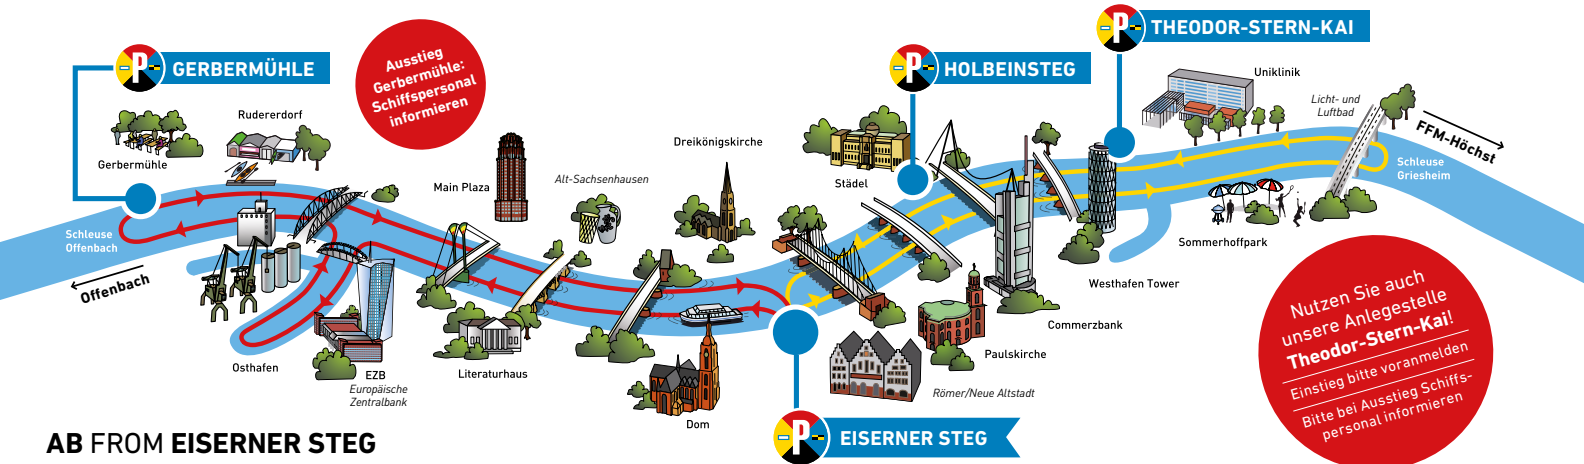 P GERBERMÜHLE
Ausstieg
Gerbermühle:
Schiffspersonal
informieren
P HOLBEINSTEG
P THEODOR-STERN-KAI
Rudererdorf
Gerbermühle
Main Plaza
Alt-Sachsenhausen
Dreikönigskirche
Städel
Uniklinik
Licht- und
Luftbad
FFM-Höchst
Schleuse
Griesheim
Schleuse
Offenbach
Offenbach
Osthafen
EZB
Europäische
Zentralbank
Literaturhaus
Dom
Römer/Neue Altstadt
Paulskirche
Commerzbank
Westhafen Tower
Sommerhoffpark
Nutzen Sie auch
unsere Anlegestelle
Theodor-Stern-Kai!
Einstieg bitte voranmelden
Bitte bei Ausstieg Schiffs-
personal informieren
P EISERNER STEG
AB FROM EISERNER STEG